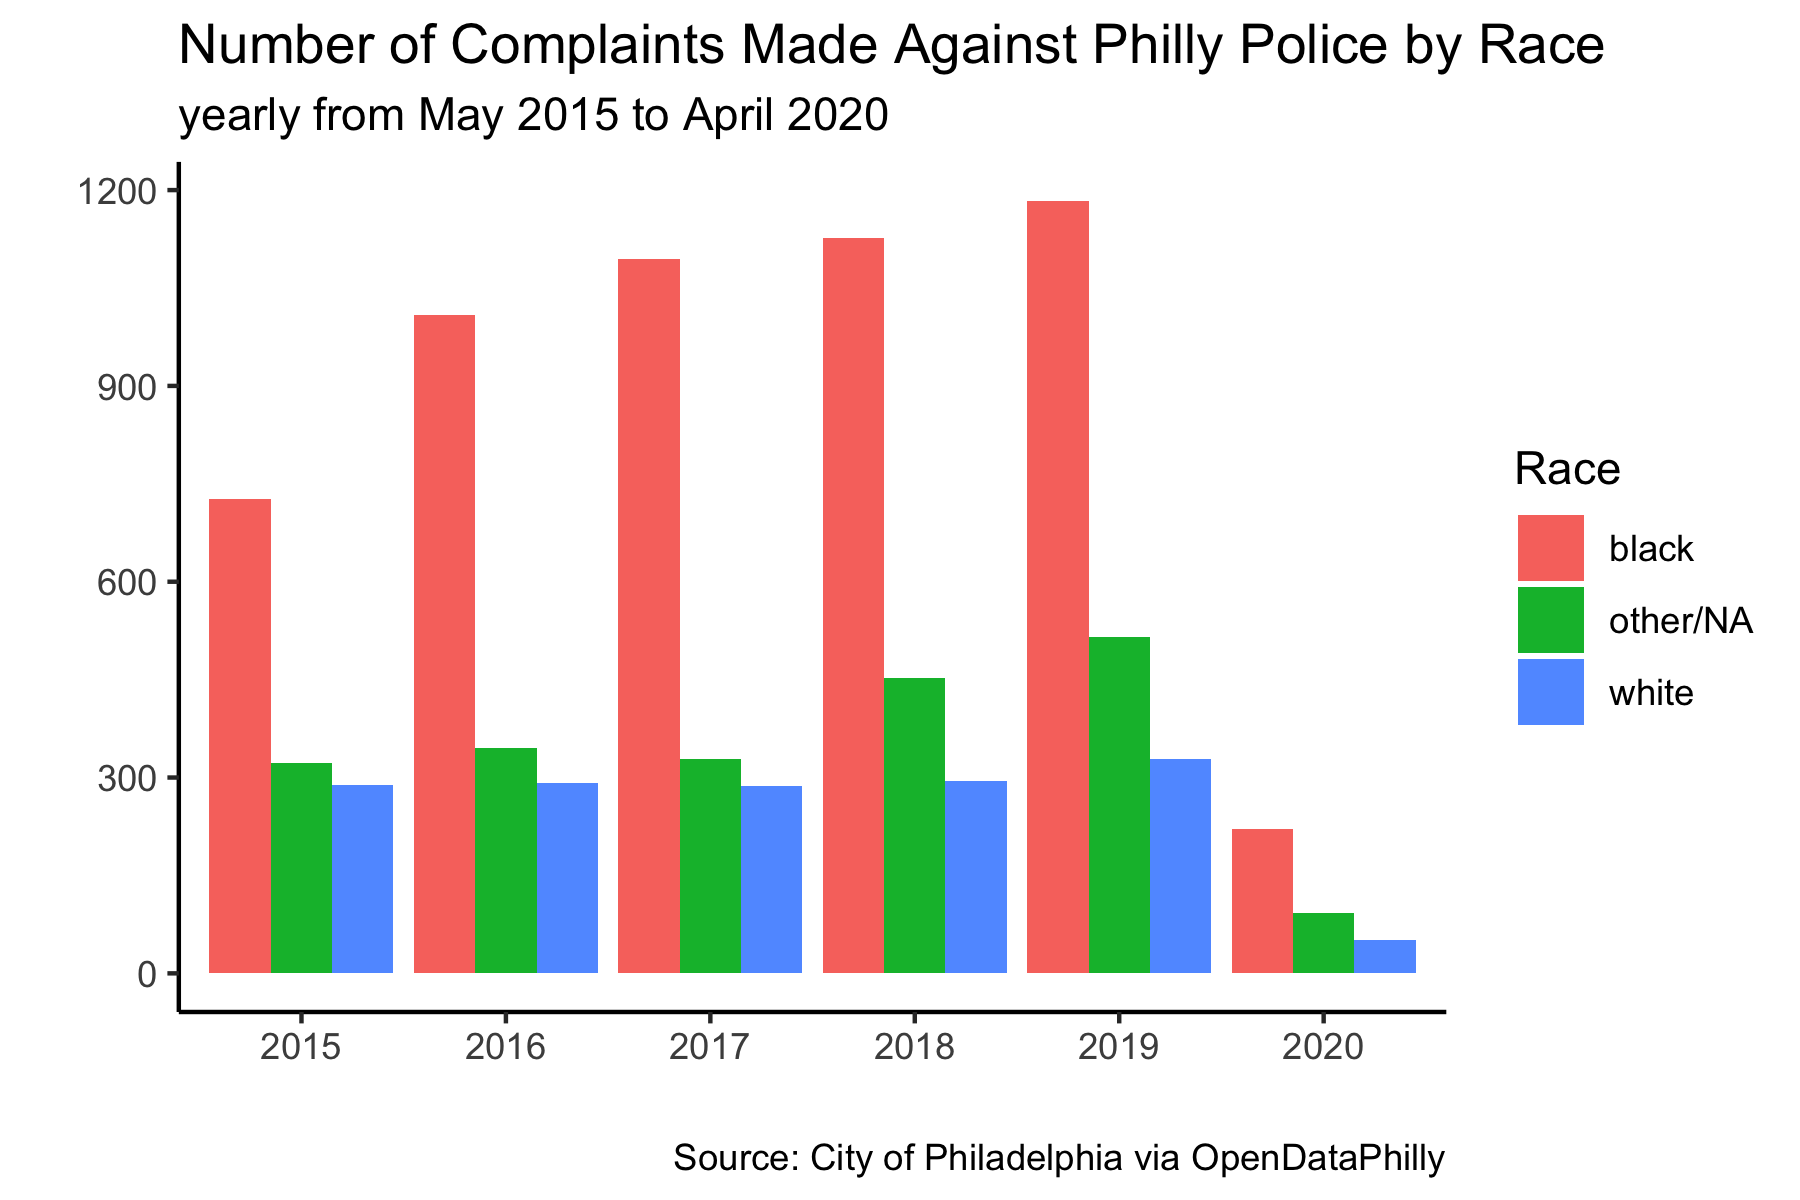 Number of Complaints Made Against Philly Police by Race
yearly from May 2015 to April 2020
1200
900
600
300
0
2015 2016 2017 2018 2019 2020
Race
black
other/NA
white
Source: City of Philadelphia via OpenDataPhilly